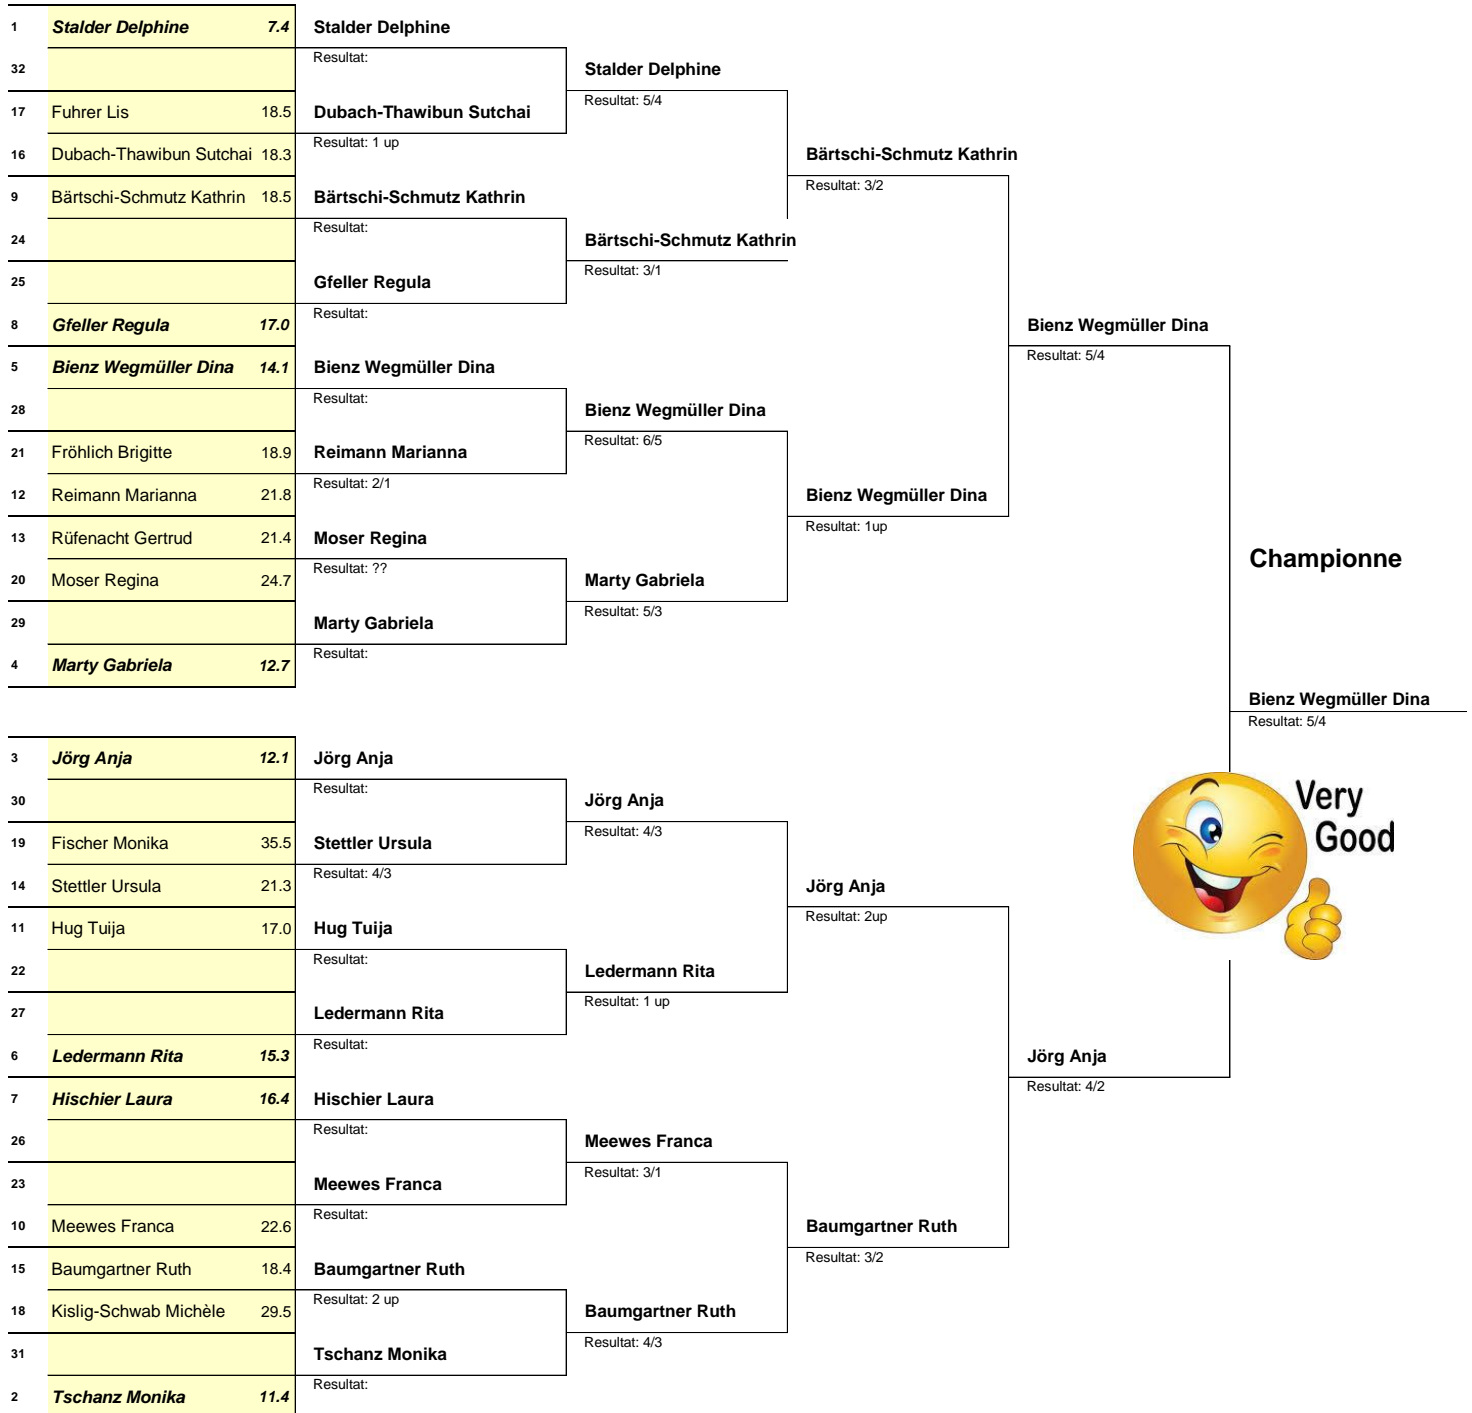 1 Stalder Delphine 7.4 Stalder Delphine
Resultat:
32 Stalder Delphine
Resultat: 5/4
17 Fuhrer Lis 18.5 Dubach-Thawibun Sutchai
Resultat: 1 up
16 Dubach-Thawibun Sutchai 18.3 Bärtschi-Schmutz Kathrin
Resultat: 3/2
9 Bärtschi-Schmutz Kathrin 18.5 Bärtschi-Schmutz Kathrin
Resultat:
24 Bärtschi-Schmutz Kathrin
Resultat: 3/1
25 Gfeller Regula
Resultat:
8 Gfeller Regula 17.0 Bienz Wegmüller Dina
Resultat: 5/4
5 Bienz Wegmüller Dina 14.1 Bienz Wegmüller Dina
Resultat:
28 Bienz Wegmüller Dina
Resultat: 6/5
21 Fröhlich Brigitte 18.9 Reimann Marianna
Resultat: 2/1
12 Reimann Marianna 21.8 Bienz Wegmüller Dina
Resultat: 1up
13 Rüfenacht Gertrud 21.4 Moser Regina
Championne
Resultat: ??
20 Moser Regina 24.7 Marty Gabriela
Resultat: 5/3
29 Marty Gabriela
Resultat:
4 Marty Gabriela 12.7
Bienz Wegmüller Dina
Resultat: 5/4
3 Jörg Anja 12.1 Jörg Anja
Resultat:
30 Jörg Anja
Very
Good
Resultat: 4/3
19 Fischer Monika 35.5 Stettler Ursula
Resultat: 4/3
14 Stettler Ursula 21.3 Jörg Anja
Resultat: 2up
11 Hug Tuija 17.0 Hug Tuija
Resultat:
22 Ledermann Rita
Resultat: 1 up
27 Ledermann Rita
Resultat:
6 Ledermann Rita 15.3 Jörg Anja
Resultat: 4/2
7 Hischier Laura 16.4 Hischier Laura
Resultat:
26 Meewes Franca
Resultat: 3/1
23 Meewes Franca
Resultat:
10 Meewes Franca 22.6 Baumgartner Ruth
Resultat: 3/2
15 Baumgartner Ruth 18.4 Baumgartner Ruth
Resultat: 2 up
18 Kislig-Schwab Michèle 29.5 Baumgartner Ruth
Resultat: 4/3
31 Tschanz Monika
Resultat:
2 Tschanz Monika 11.4